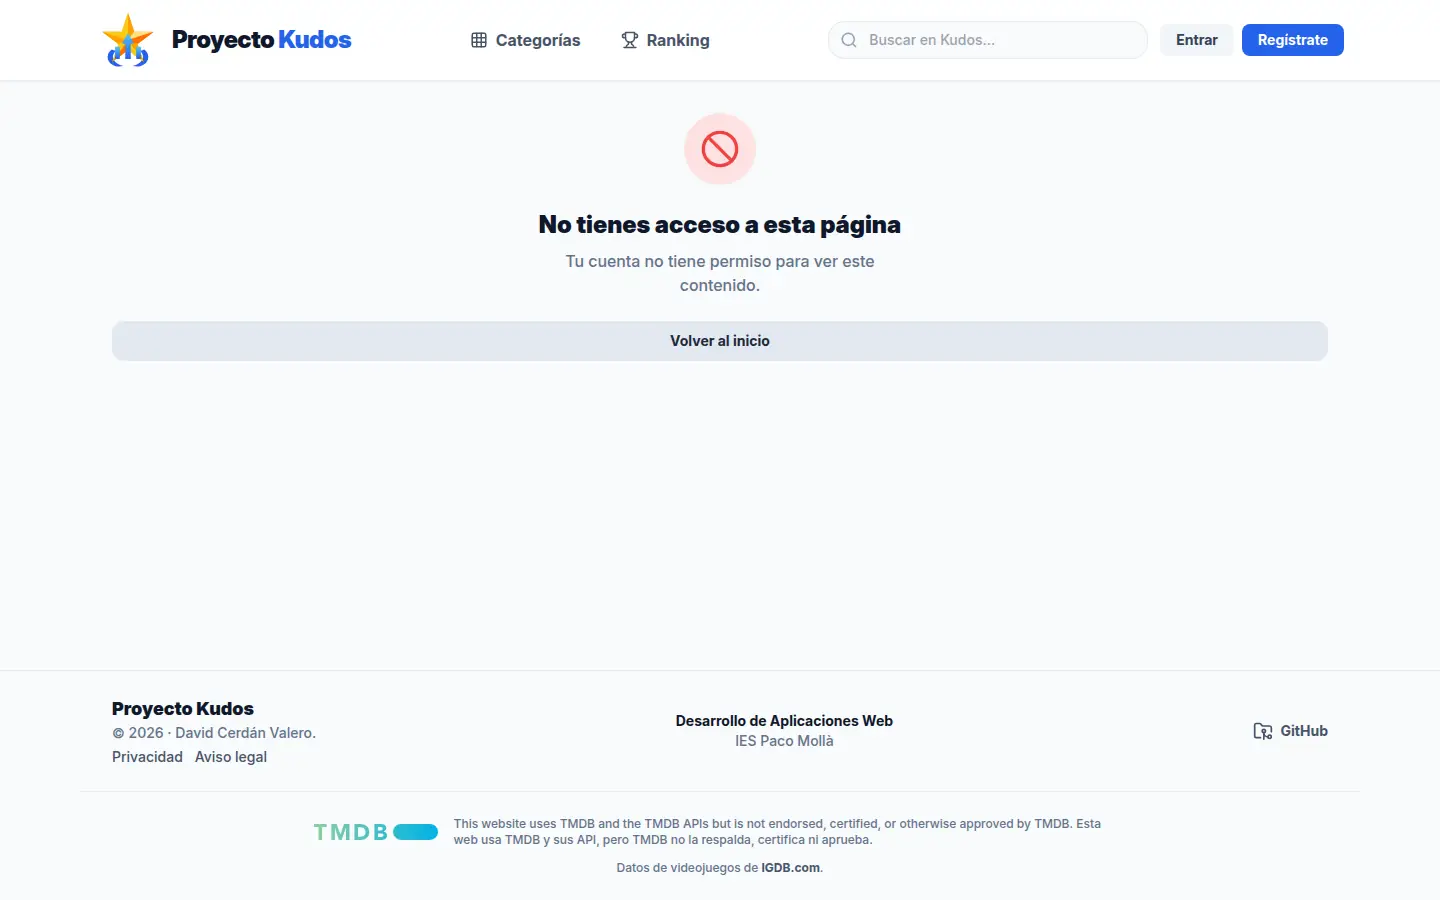 Proyecto Kudos
Categorías
Ranking
Buscar en Kudos...
Entrar
Regístrate
No tienes acceso a esta página
Tu cuenta no tiene permiso para ver este
contenido.
Volver al inicio
Proyecto Kudos
© 2026 · David Cerdán Valero.
Privacidad Aviso legal
Desarrollo de Aplicaciones Web
IES Paco Mollà
GitHub
TMDB
This website uses TMDB and the TMDB APIs but is not endorsed, certified, or otherwise approved by TMDB. Esta
web usa TMDB y sus API, pero TMDB no la respalda, certifica ni aprueba.
Datos de videojuegos de IGDB.com.